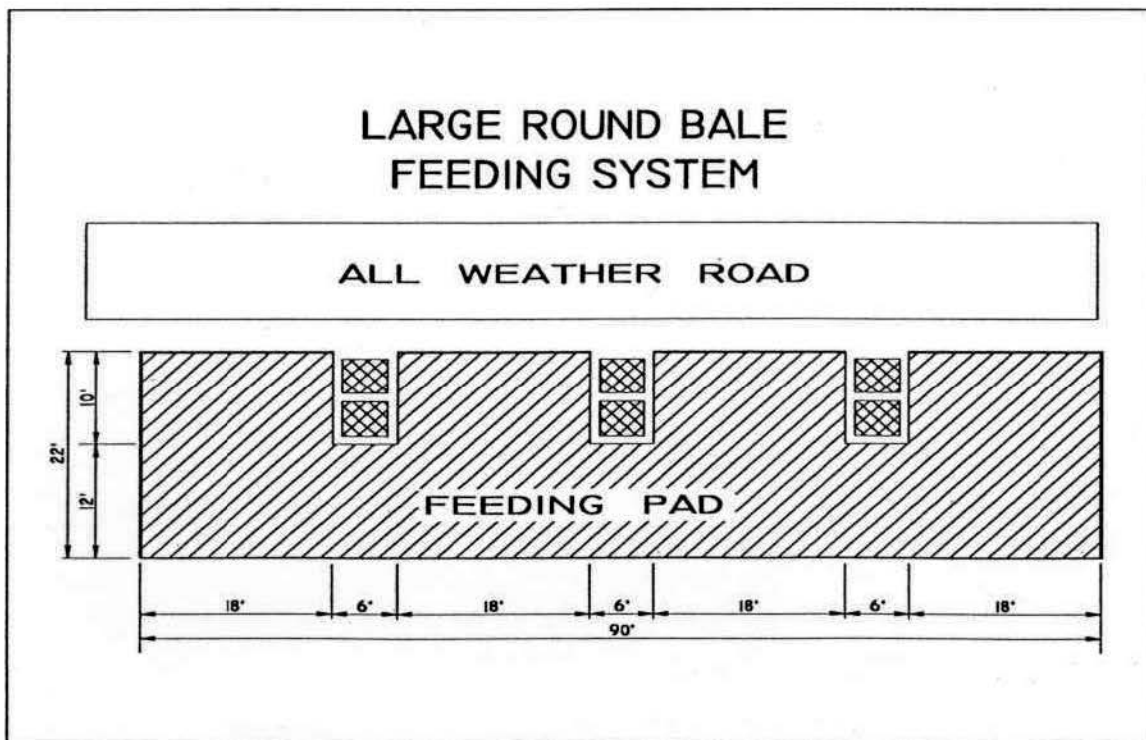 LARGE ROUND BALE
FEEDING SYSTEM
ALL WEATHER ROAD
10'
22'
12'
FEEDING PAD
18' 6' 18' 6' 18' 6' 18'
90'